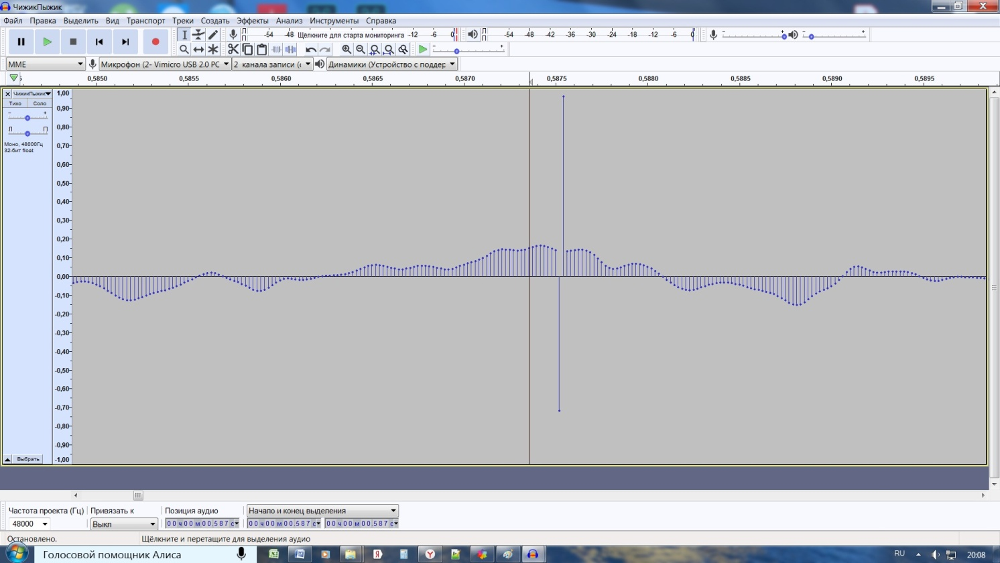 ЧижикПыжик
Файл Правка Выделить Вид Транспорт Треки Создать Эффекты Анализ Инструменты Справка
Л П -54 -48 Щёлкните для старта мониторинга -12 -6 0 Л П -54 -48 -42 -36 -30 -24 -18 -12 -6 0 - + - +
- +
MME Микрофон (2- Vimicro USB 2.0 PC 2 канала записи (с Динамики (Устройство с поддер
0,5850 0,5855 0,5860 0,5865 0,5870 0,5875 0,5880 0,5885 0,5890 0,5895
ЧижикПыжик
Тихо Соло
- +
Л П
Моно, 48000Гц
32-бит float
1,00
0,90
0,80
0,70
0,60
0,50
0,40
0,30
0,20
0,10
0,00
-0,10
-0,20
-0,30
-0,40
-0,50
-0,60
-0,70
-0,80
-0,90
-1,00
Выбрать
Частота проекта (Гц) Привязать к Позиция аудио Начало и конец выделения
48000 Выкл 00 ч 00 м 00.587 с 00 ч 00 м 00.587 с 00 ч 00 м 00.587 с
Остановлено. Щёлкните и перетащите для выделения аудио
Голосовой помощник Алиса RU 20:08